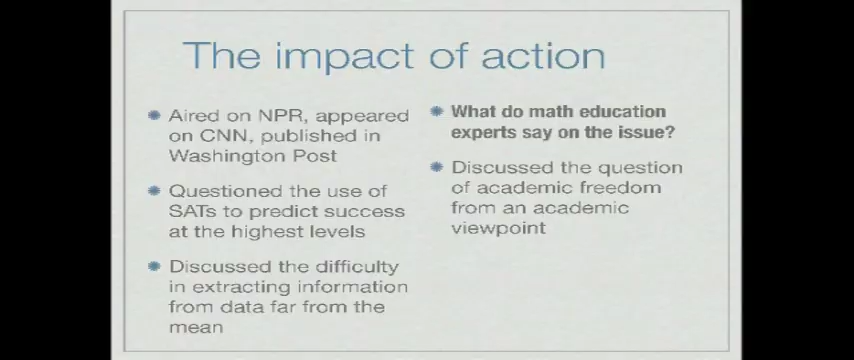 The impact of action
Aired on NPR, appeared
on CNN, published in
Washington Post
Questioned the use of
SATs to predict success
at the highest levels
Discussed the difficulty
in extracting information
from data far from the
mean
What do math education
experts say on the issue?
Discussed the question
of academic freedom
from an academic
viewpoint